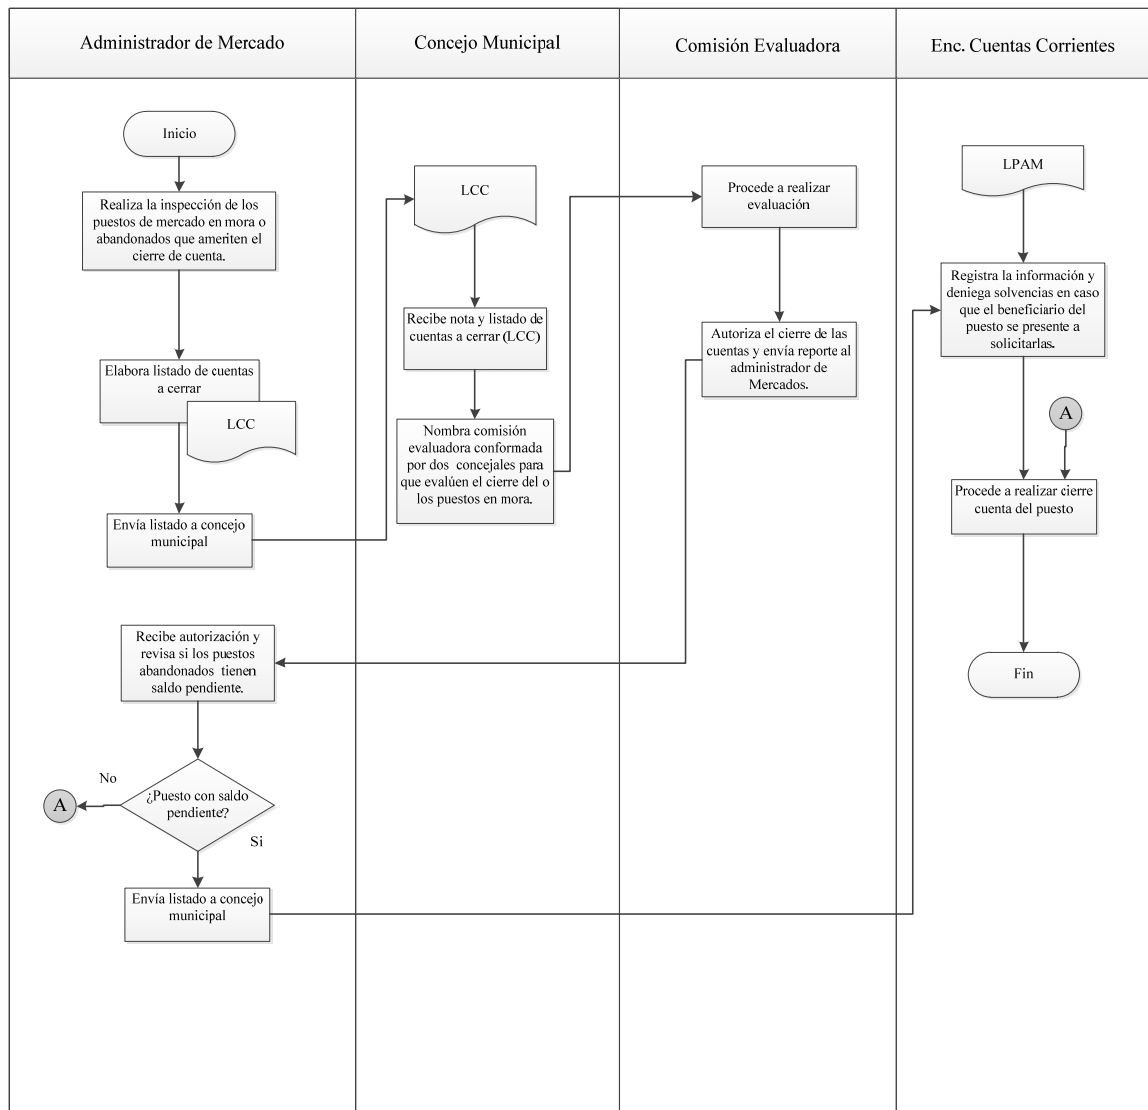 Administrador de Mercado
Concejo Municipal
Comisión Evaluadora
Enc. Cuentas Corrientes
Inicio
Realiza la inspección de los
puestos de mercado en mora o
abandonados que ameriten el
cierre de cuenta.
Elabora listado de cuentas
a cerrar
LCC
Envía listado a concejo
municipal
Recibe autorización y
revisa si los puestos
abandonados tienen
saldo pendiente.
No
¿Puesto con saldo
pendiente?
A
Si
Envía listado a concejo
municipal
LCC
Recibe nota y listado de
cuentas a cerrar (LCC)
Nombra comisión
evaluadora conformada
por dos concejales para
que evalúen el cierre del o
los puestos en mora.
Procede a realizar
evaluación
Autoriza el cierre de las
cuentas y envía reporte al
administrador de
Mercados.
LPAM
Registra la información y
deniega solvencias en caso
que el beneficiario del
puesto se presente a
solicitarlas.
A
Procede a realizar cierre
cuenta del puesto
Fin